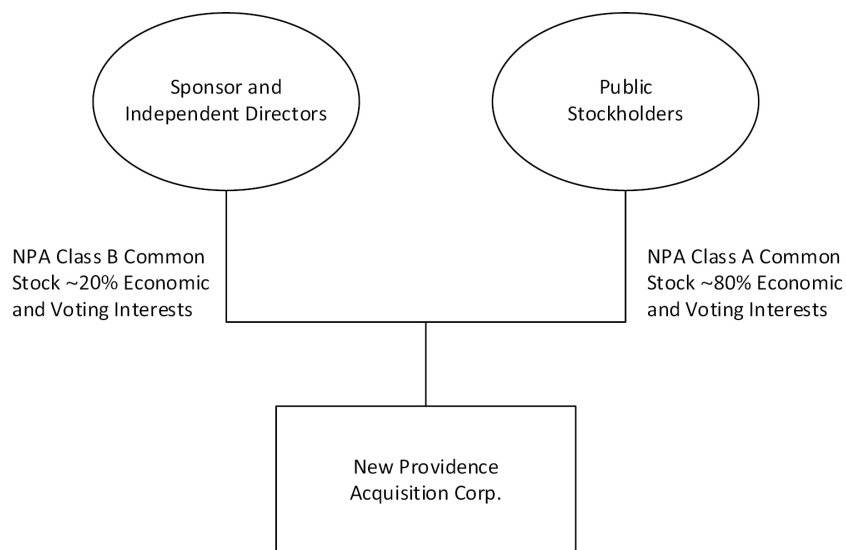 Sponsor and
Independent Directors
Public
Stockholders
NPA Class B Common
Stock ~20% Economic
and Voting Interests
NPA Class A Common
Stock ~80% Economic
and Voting Interests
New Providence
Acquisition Corp.